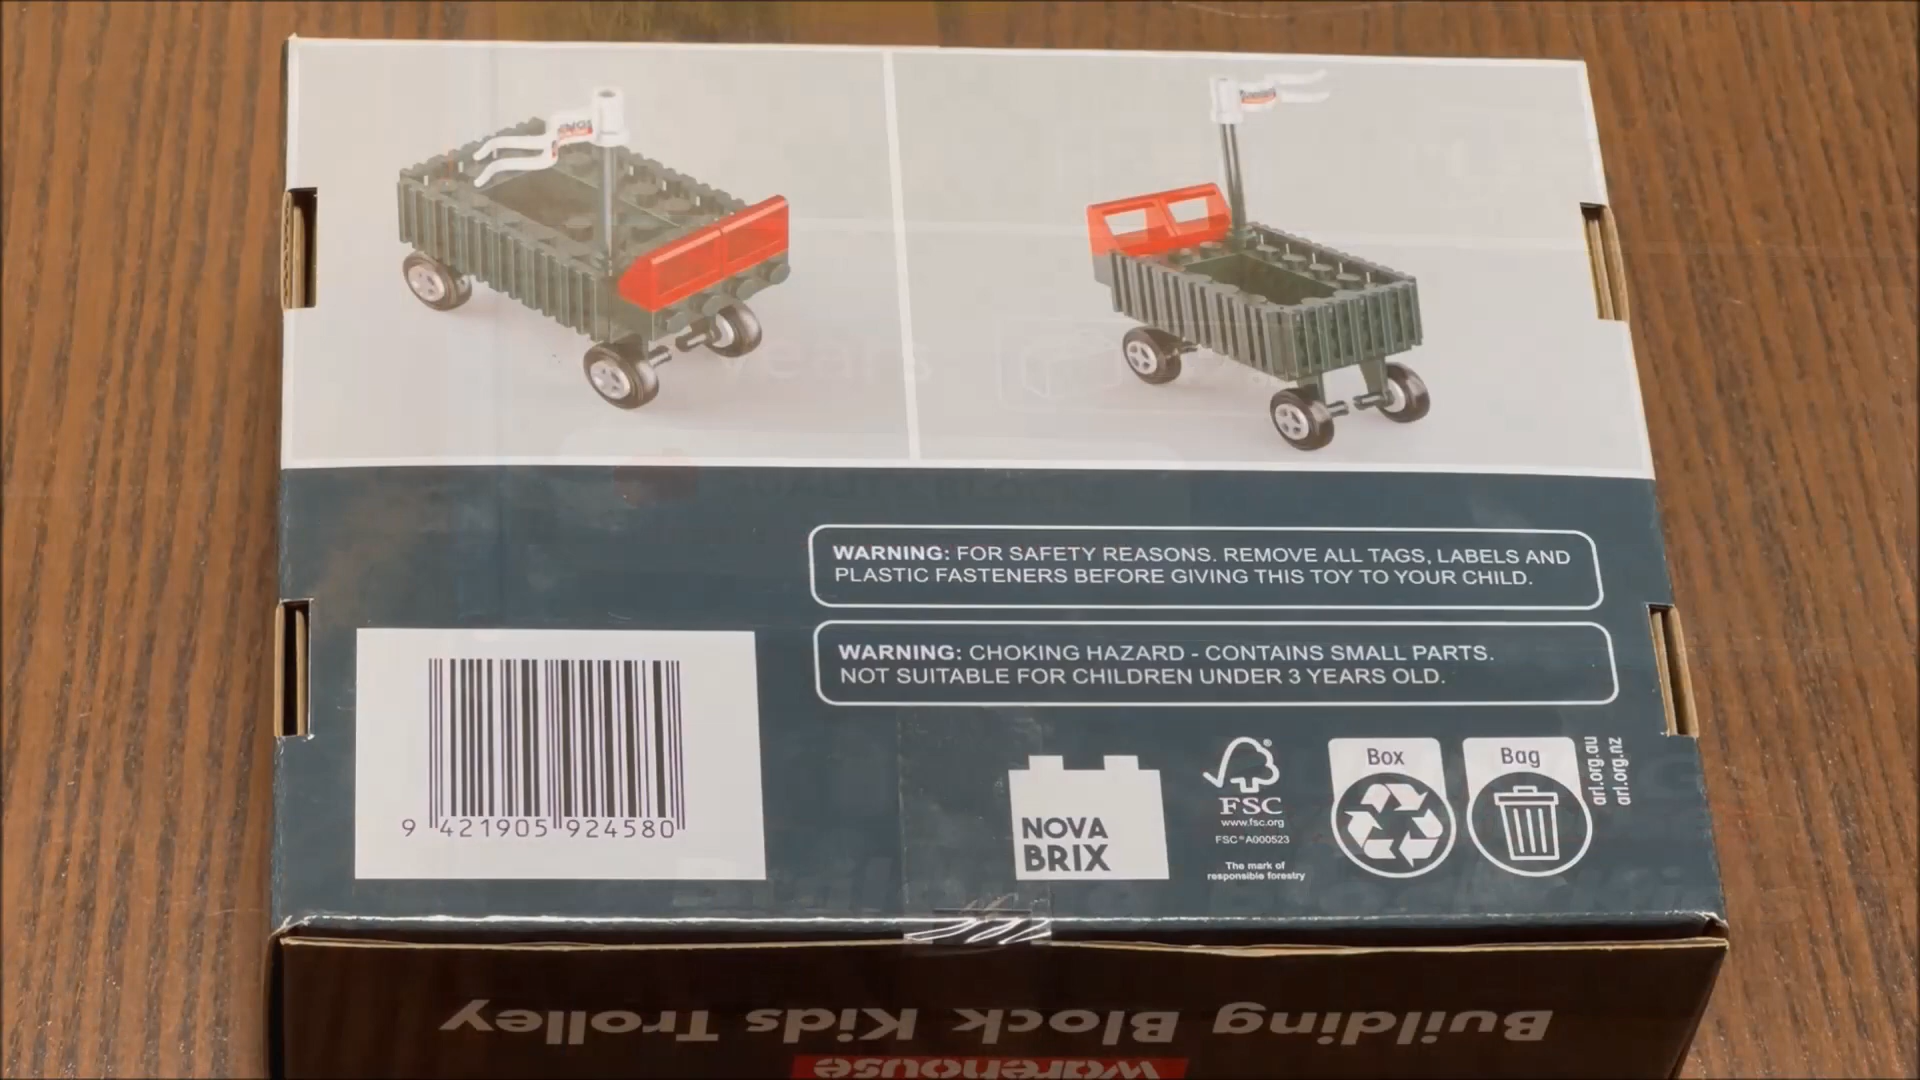 years
WARNING: FOR SAFETY REASONS. REMOVE ALL TAGS, LABELS AND
PLASTIC FASTENERS BEFORE GIVING THIS TOY TO YOUR CHILD.
WARNING: CHOKING HAZARD - CONTAINS SMALL PARTS.
NOT SUITABLE FOR CHILDREN UNDER 3 YEARS OLD.
9 421905 924580
NOVA
BRIX
FSC
www.fsc.org
FSC® A000523
The mark of
responsible forestry
Box
Bag
arl.org.au
arl.org.nz
Building Block Kids Trolley
warehouse